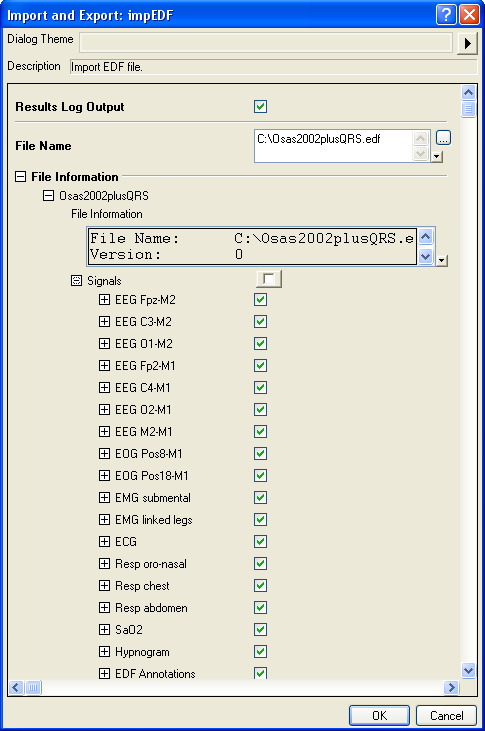 Import and Export: impEDF
Dialog Theme
Description Import EDF file.
Results Log Output
File Name C:\Osas2002plusQRS.edf
...
File Information
Osas2002plusQRS
File Information
File Name: C:\Osas2002plusQRS.e
Version: 0
Signals
EEG Fpz-M2
EEG C3-M2
EEG O1-M2
EEG Fp2-M1
EEG C4-M1
EEG O2-M1
EEG M2-M1
EOG Pos8-M1
EOG Pos18-M1
EMG submental
EMG linked legs
ECG
Resp oro-nasal
Resp chest
Resp abdomen
SaO2
Hypnogram
EDF Annotations
OK Cancel